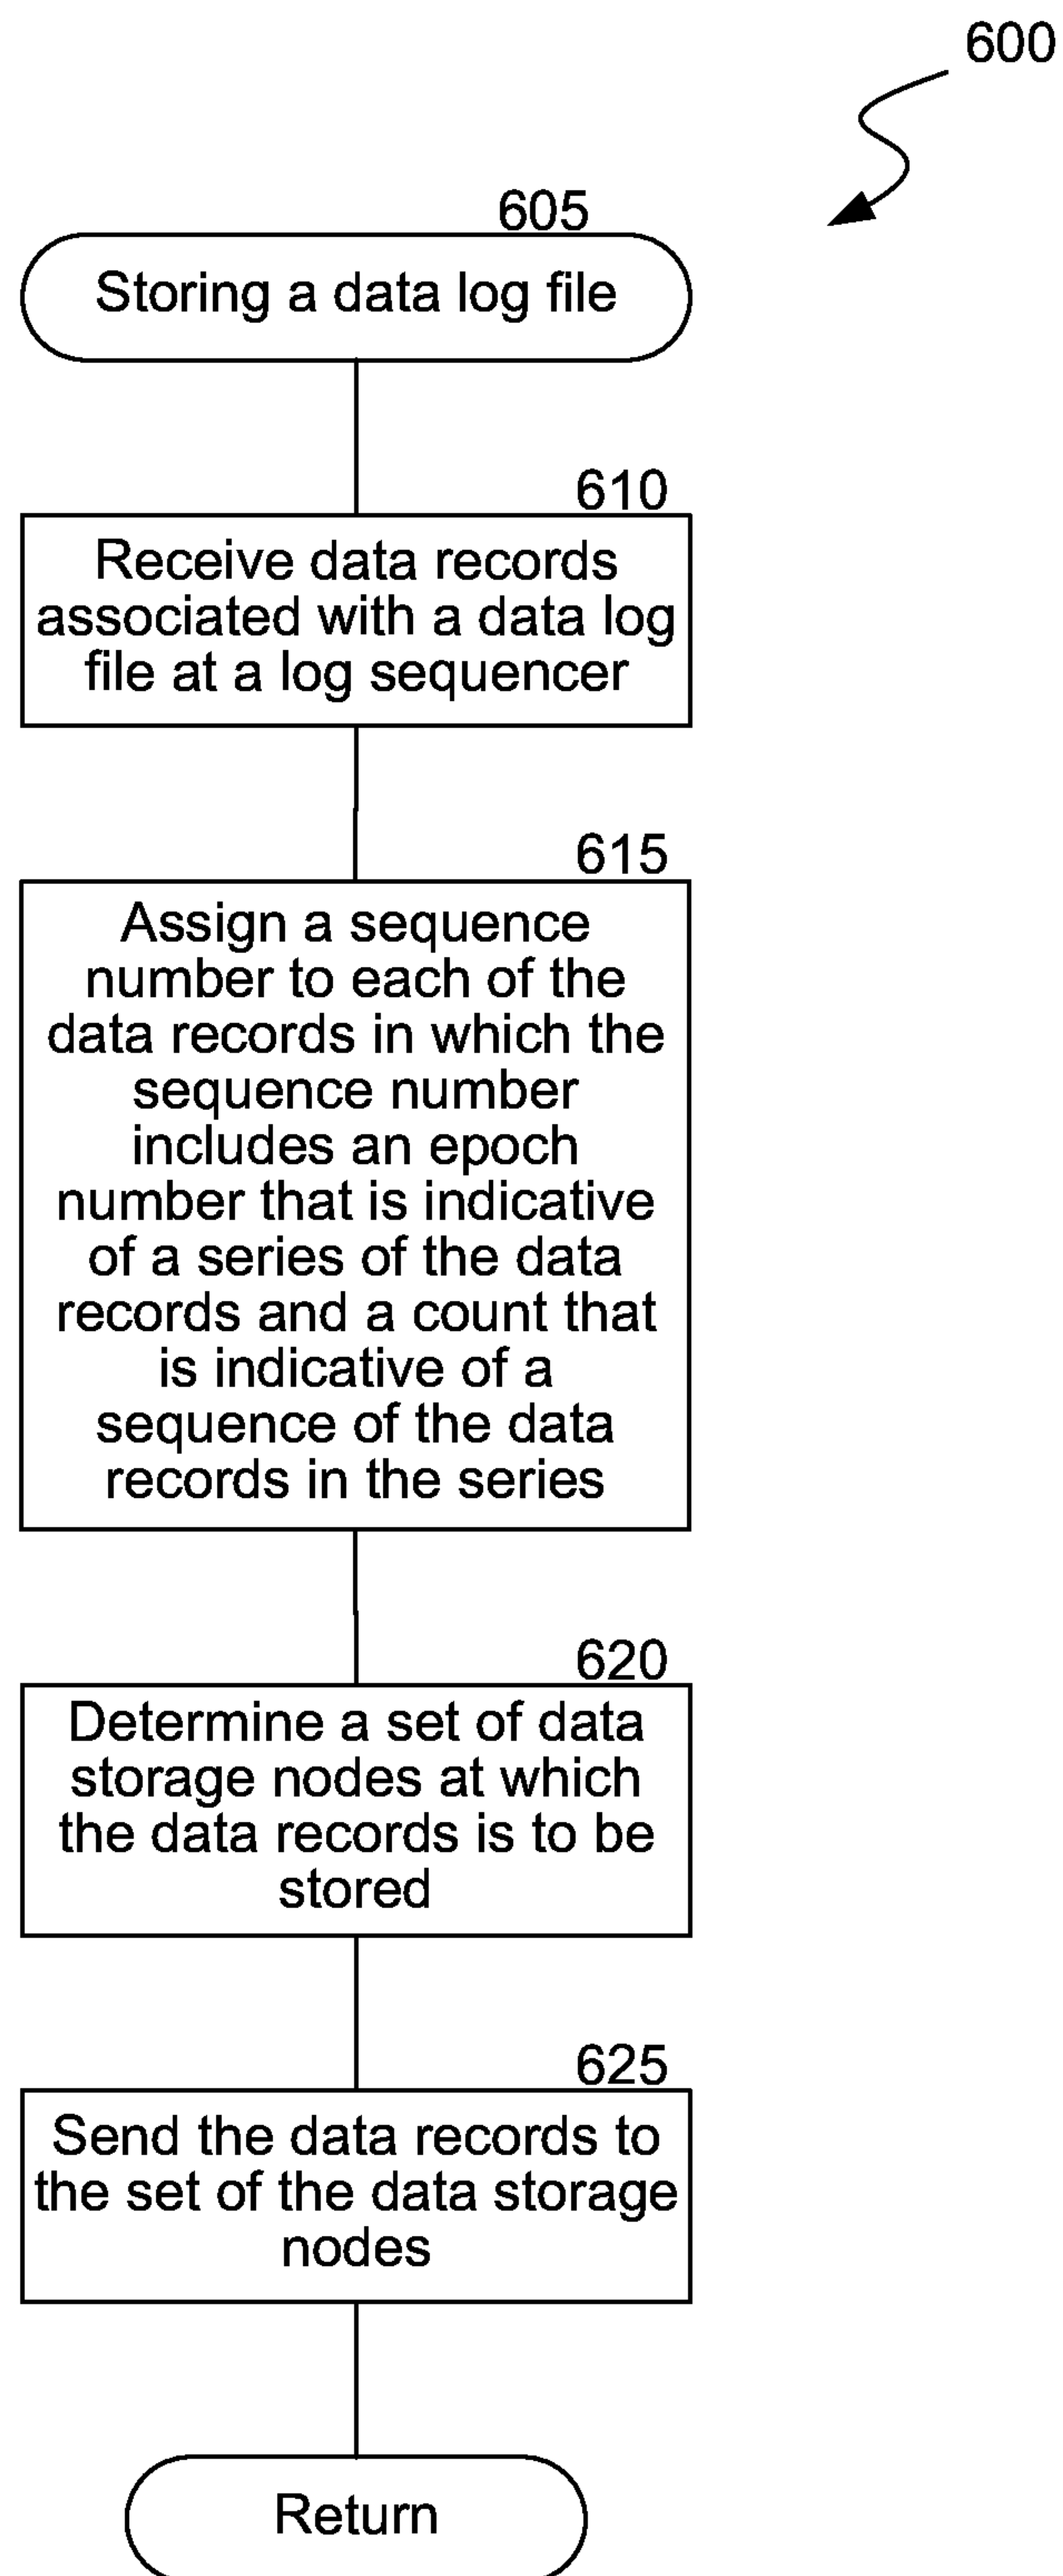 600
605
Storing a data log file
610
Receive data records
associated with a data log
file at a log sequencer
615
Assign a sequence
number to each of the
data records in which the
sequence number
includes an epoch
number that is indicative
of a series of the data
records and a count that
is indicative of a
sequence of the data
records in the series
620
Determine a set of data
storage nodes at which
the data records is to be
stored
625
Send the data records to
the set of the data storage
nodes
Return